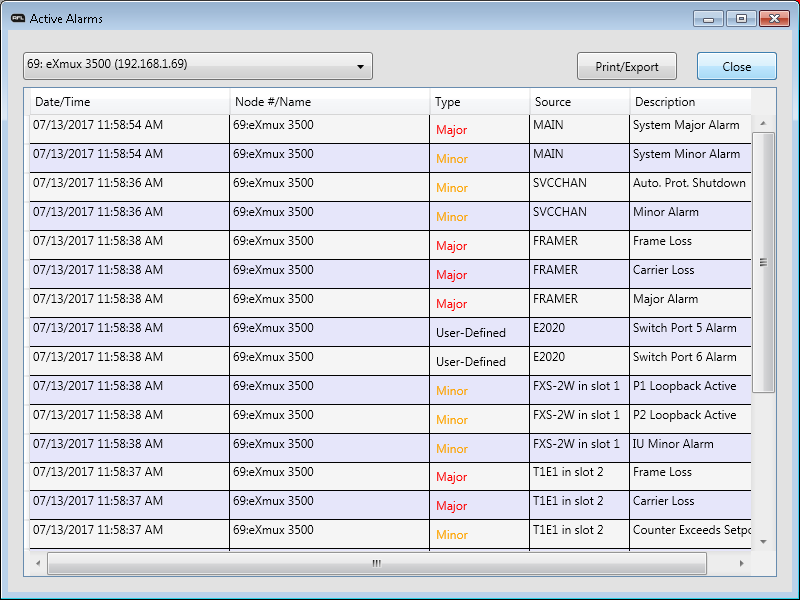 AFL Active Alarms
69: eXmux 3500 (192.168.1.69) Print/Export Close
Date/Time Node #/Name Type Source Description
07/13/2017 11:58:54 AM 69:eXmux 3500 Major MAIN System Major Alarm
07/13/2017 11:58:54 AM 69:eXmux 3500 Minor MAIN System Minor Alarm
07/13/2017 11:58:36 AM 69:eXmux 3500 Minor SVCCHAN Auto. Prot. Shutdown
07/13/2017 11:58:36 AM 69:eXmux 3500 Minor SVCCHAN Minor Alarm
07/13/2017 11:58:38 AM 69:eXmux 3500 Major FRAMER Frame Loss
07/13/2017 11:58:38 AM 69:eXmux 3500 Major FRAMER Carrier Loss
07/13/2017 11:58:38 AM 69:eXmux 3500 Major FRAMER Major Alarm
07/13/2017 11:58:38 AM 69:eXmux 3500 User-Defined E2020 Switch Port 5 Alarm
07/13/2017 11:58:38 AM 69:eXmux 3500 User-Defined E2020 Switch Port 6 Alarm
07/13/2017 11:58:38 AM 69:eXmux 3500 Minor FXS-2W in slot 1 P1 Loopback Active
07/13/2017 11:58:38 AM 69:eXmux 3500 Minor FXS-2W in slot 1 P2 Loopback Active
07/13/2017 11:58:38 AM 69:eXmux 3500 Minor FXS-2W in slot 1 IU Minor Alarm
07/13/2017 11:58:37 AM 69:eXmux 3500 Major T1E1 in slot 2 Frame Loss
07/13/2017 11:58:37 AM 69:eXmux 3500 Major T1E1 in slot 2 Carrier Loss
07/13/2017 11:58:37 AM 69:eXmux 3500 Minor T1E1 in slot 2 Counter Exceeds Setpo